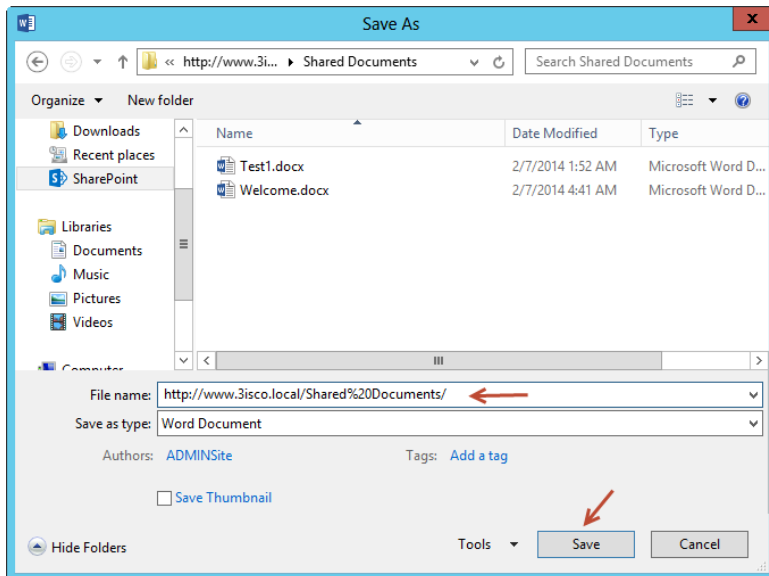 Save As
« http://www.3i... Shared Documents
Search Shared Documents
Organize New folder
Downloads
Recent places
SharePoint
Libraries
Documents
Music
Pictures
Videos
Computer
Name Date Modified Type
Test1.docx 2/7/2014 1:52 AM Microsoft Word D...
Welcome.docx 2/7/2014 4:41 AM Microsoft Word D...
File name: http://www.3isco.local/Shared%20Documents/
Save as type: Word Document
Authors: ADMINSite Tags: Add a tag
Save Thumbnail
Hide Folders Tools Save Cancel